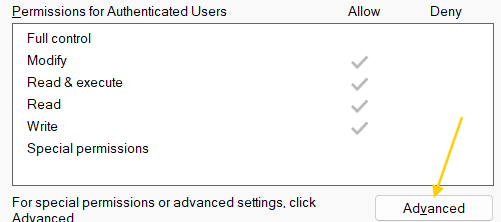 Permissions for Authenticated Users Allow Deny
Full control
Modify
Read & execute
Read
Write
Special permissions
For special permissions or advanced settings, click Advanced
Advanced.